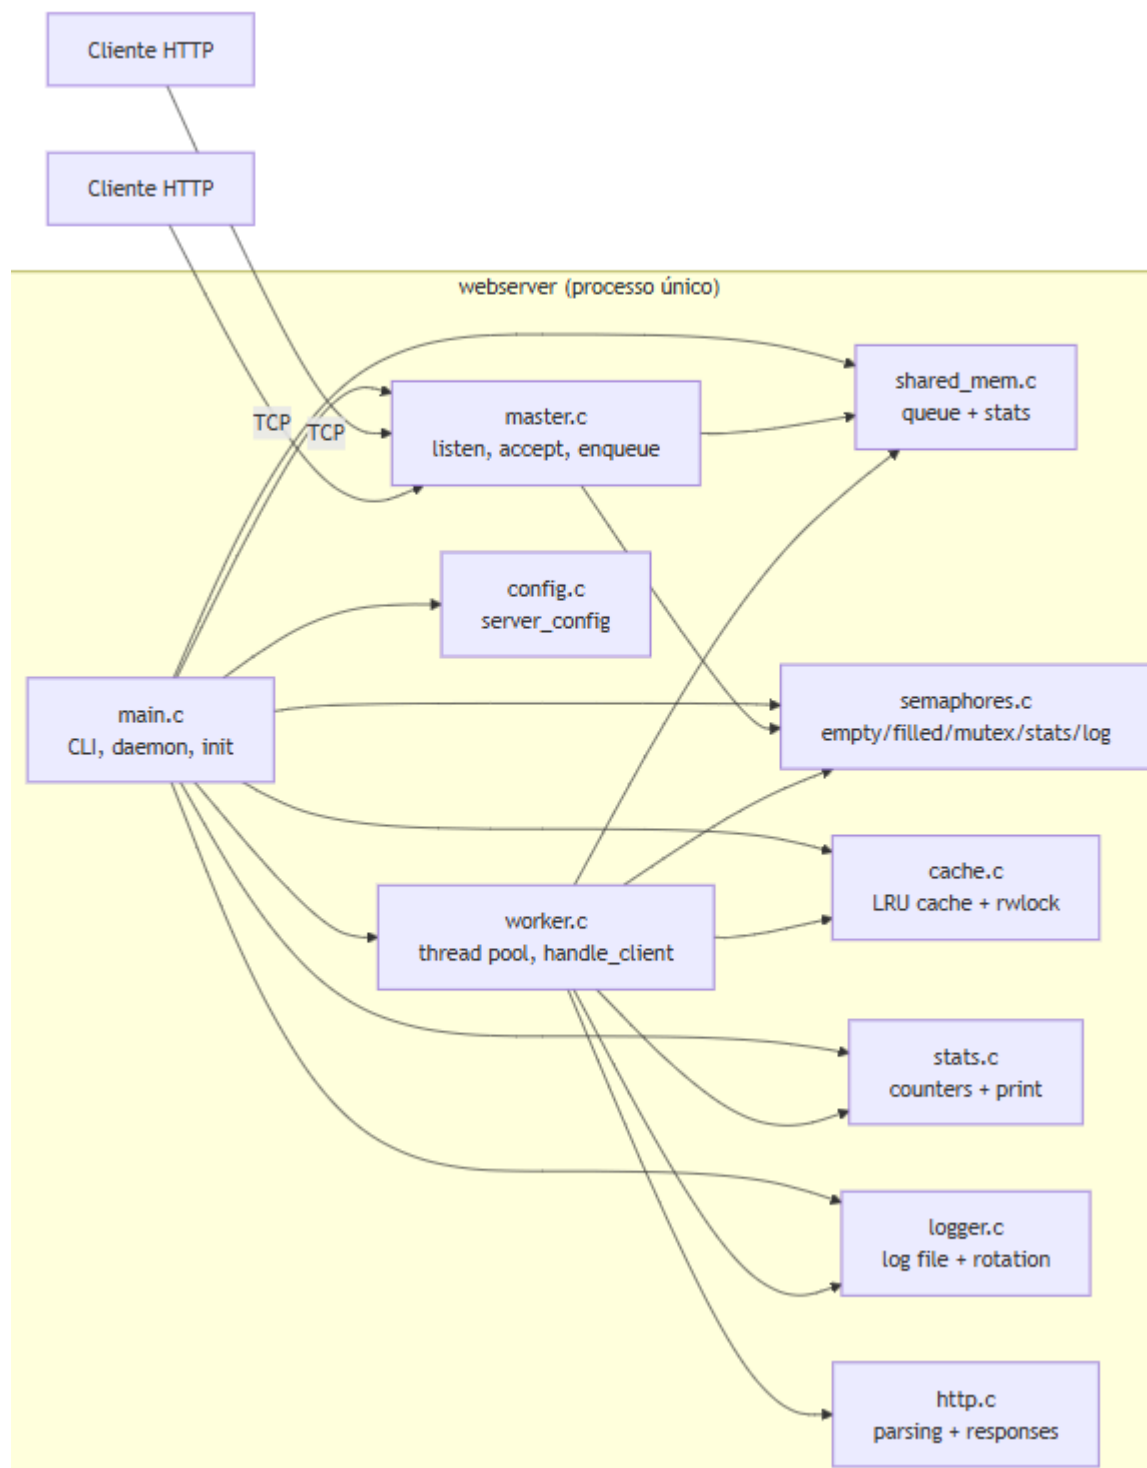 Cliente HTTP
Cliente HTTP
webserver (processo único)
shared_mem.c
queue + stats
master.c
listen, accept, enqueue
TCP
TCP
config.c
server_config
main.c
CLI, daemon, init
semaphores.c
empty/filled/mutex/stats/log
cache.c
LRU cache + rwlock
worker.c
thread pool, handle_client
stats.c
counters + print
logger.c
log file + rotation
http.c
parsing + responses